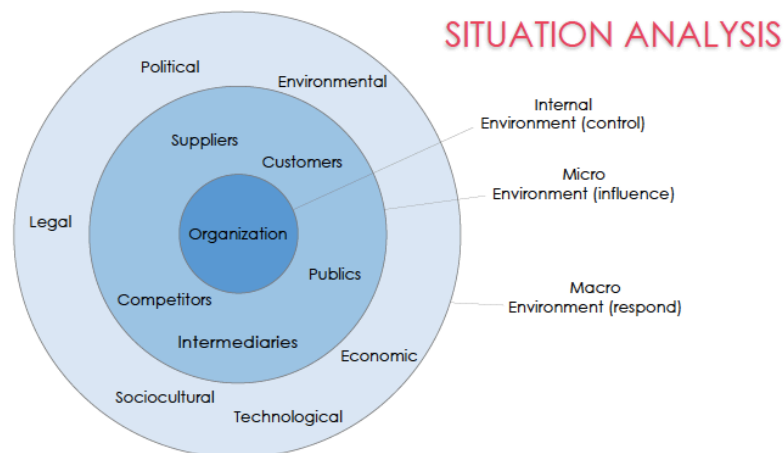 SITUATION ANALYSIS
Political
Environmental
Internal
Environment (control)
Suppliers
Customers
Micro
Environment (influence)
Legal
Organization
Publics
Competitors
Macro
Environment (respond)
Intermediaries
Economic
Sociocultural
Technological